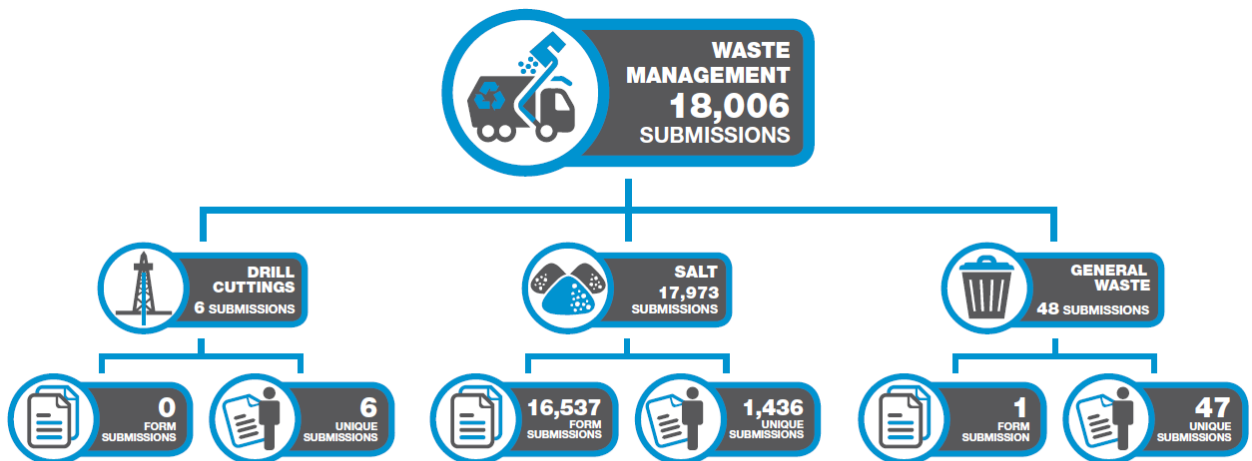 WASTE
MANAGEMENT
18,006
SUBMISSIONS
DRILL
CUTTINGS
6 SUBMISSIONS
SALT
17,973
SUBMISSIONS
GENERAL
WASTE
48 SUBMISSIONS
0
FORM
SUBMISSIONS
6
UNIQUE
SUBMISSIONS
16,537
FORM
SUBMISSIONS
1,436
UNIQUE
SUBMISSIONS
1
FORM
SUBMISSION
47
UNIQUE
SUBMISSIONS